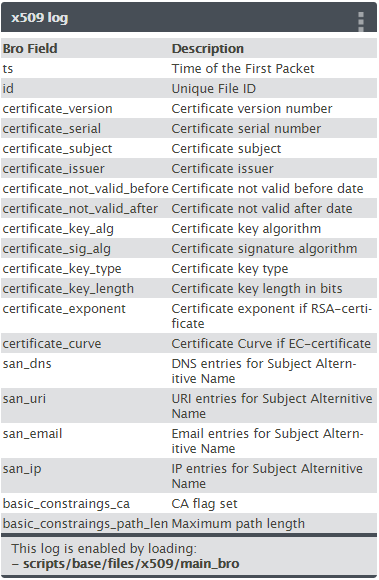 x509 log
Bro Field Description
ts Time of the First Packet
id Unique File ID
certificate_version Certificate version number
certificate_serial Certificate serial number
certificate_subject Certificate subject
certificate_issuer Certificate issuer
certificate_not_valid_before Certificate not valid before date
certificate_not_valid_after Certificate not valid after date
certificate_key_alg Certificate key algorithm
certificate_sig_alg Certificate signature algorithm
certificate_key_type Certificate key type
certificate_key_length Certificate key length in bits
certificate_exponent Certificate exponent if RSA-certi-
ficate
certificate_curve Certificate Curve if EC-certificate
san_dns DNS entries for Subject Altern-
itive Name
san_uri URI entries for Subject Alternitive
Name
san_email Email entries for Subject Altern-
itive Name
san_ip IP entries for Subject Alternitive
Name
basic_constraings_ca CA flag set
basic_constraings_path_len Maximum path length
This log is enabled by loading:
– scripts/base/files/x509/main_bro